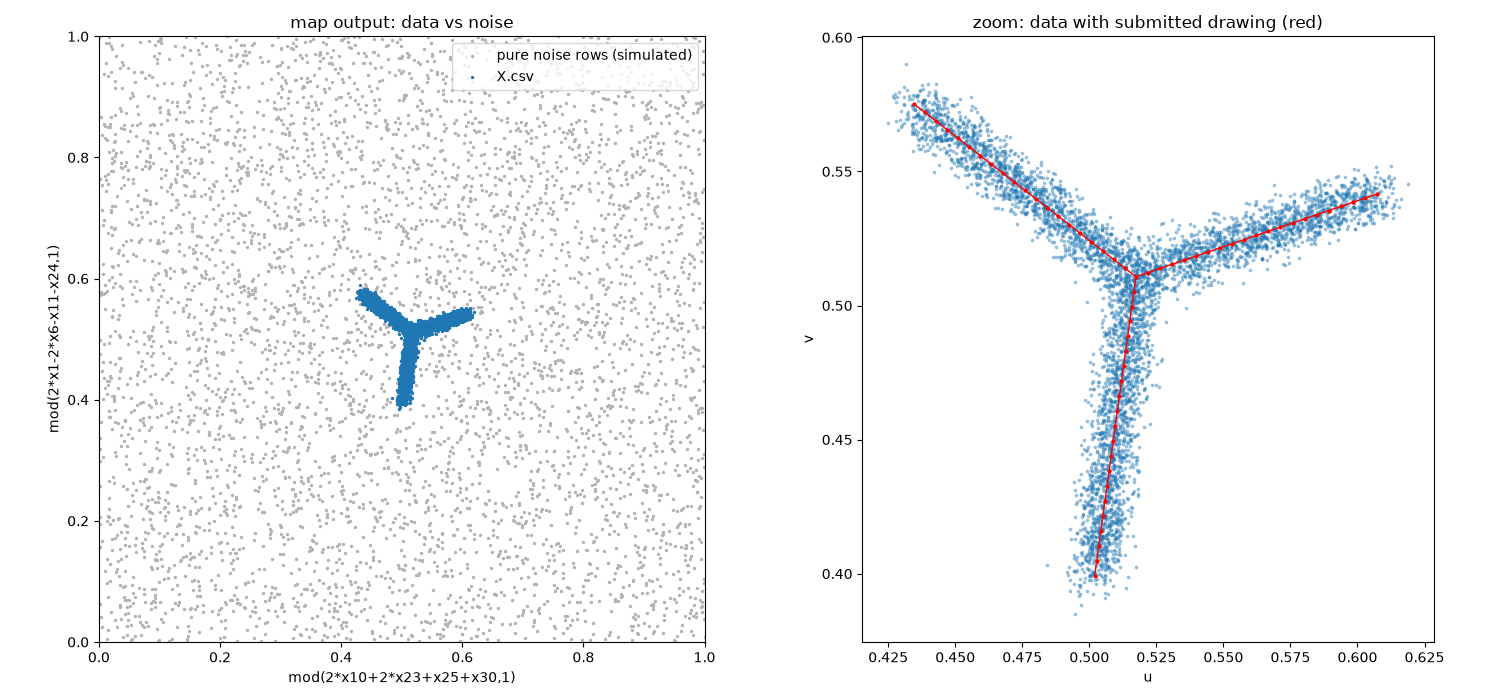 map output: data vs noise
pure noise rows (simulated)
X.csv
1.0
0.8
0.6
0.4
0.2
0.0
mod(2*x1-2*x6-x11-x24,1)
0.0 0.2 0.4 0.6 0.8 1.0
mod(2*x10+2*x23+x25+x30,1)
zoom: data with submitted drawing (red)
0.60
0.55
0.50
0.45
0.40
v
0.425 0.450 0.475 0.500 0.525 0.550 0.575 0.600 0.625
u